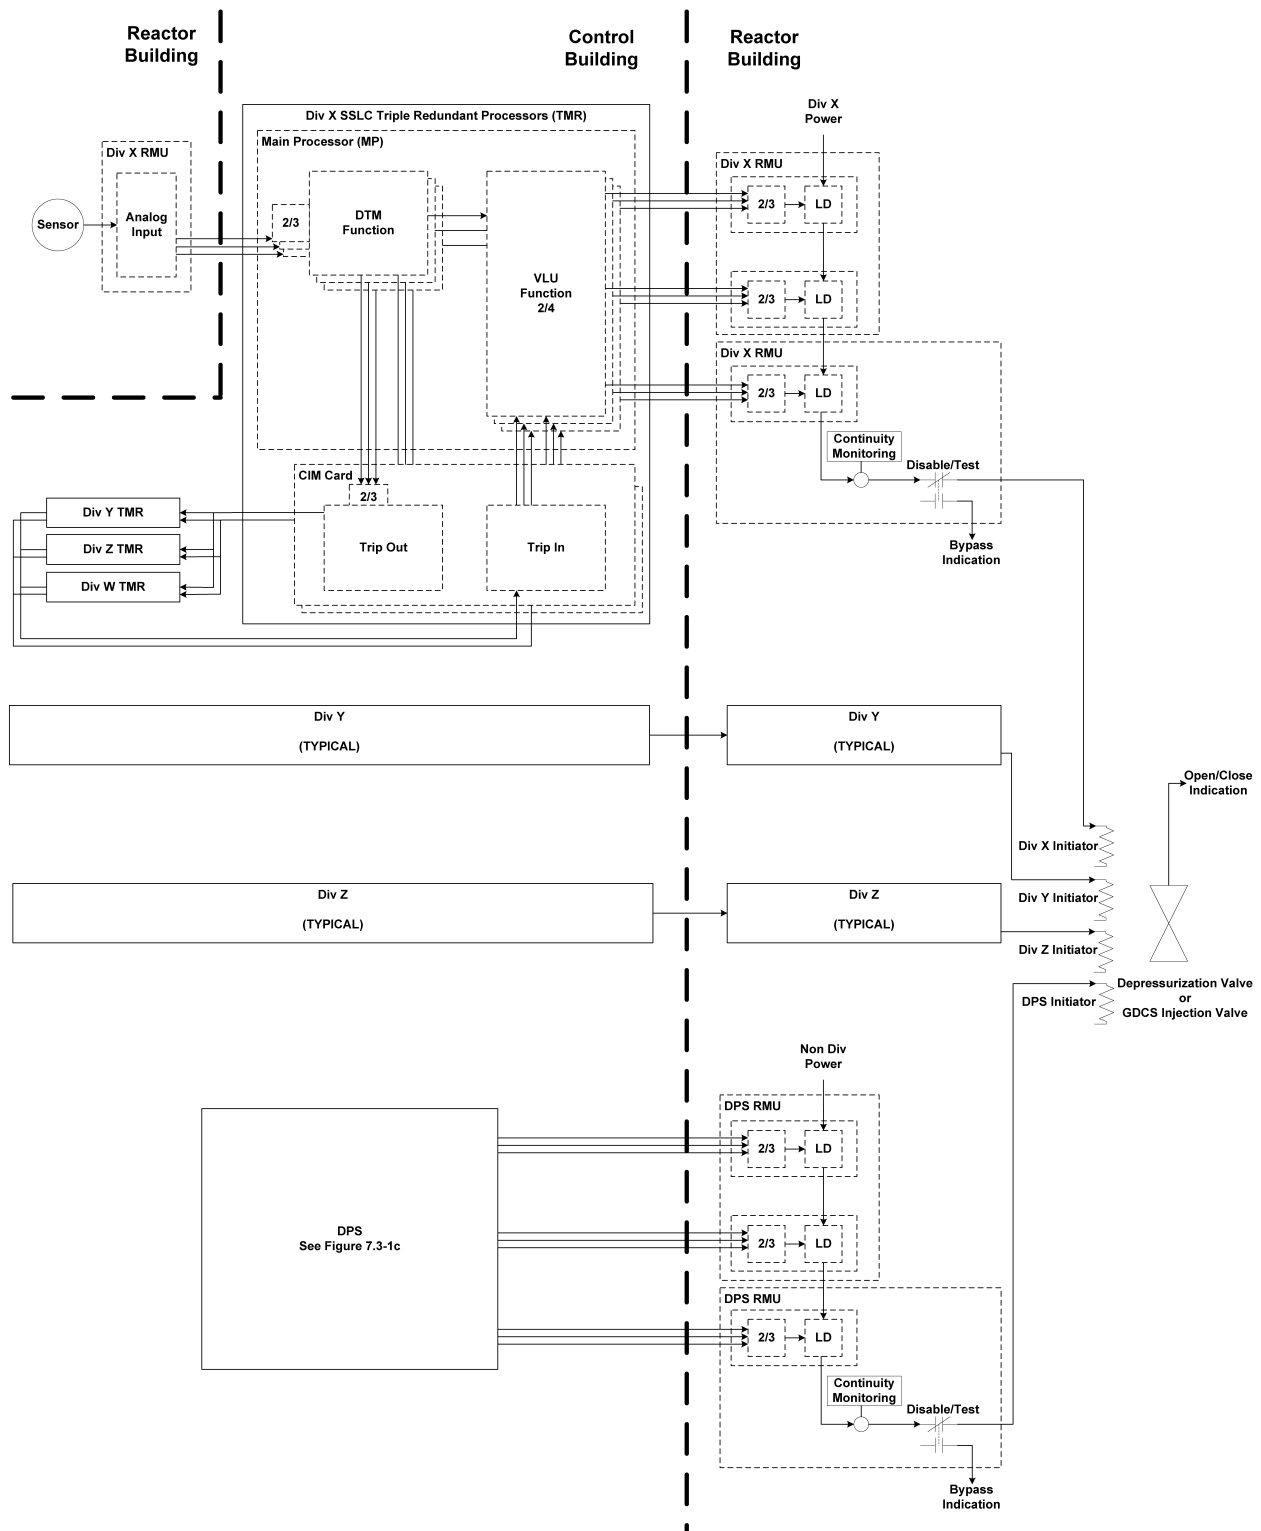 Reactor
Building
Control
Building
Reactor
Building
Div X SSLC Triple Redundant Processors (TMR)
Main Processor (MP)
Div X RMU
Analog
Input
Sensor
2/3
DTM
Function
VLU
Function
2/4
CIM Card
2/3
Trip Out
Trip In
Div Y TMR
Div Z TMR
Div W TMR
Div X
Power
Div X RMU
2/3
LD
2/3
LD
Div X RMU
2/3
LD
Continuity
Monitoring
Disable/Test
Bypass
Indication
Div Y
(TYPICAL)
Div Y
(TYPICAL)
Div Z
(TYPICAL)
Div Z
(TYPICAL)
Open/Close
Indication
Div X Initiator
Div Y Initiator
Div Z Initiator
DPS Initiator
Depressurization Valve
or
GDCS Injection Valve
Non Div
Power
DPS
See Figure 7.3-1c
DPS RMU
2/3
LD
2/3
LD
DPS RMU
2/3
LD
Continuity
Monitoring
Disable/Test
Bypass
Indication